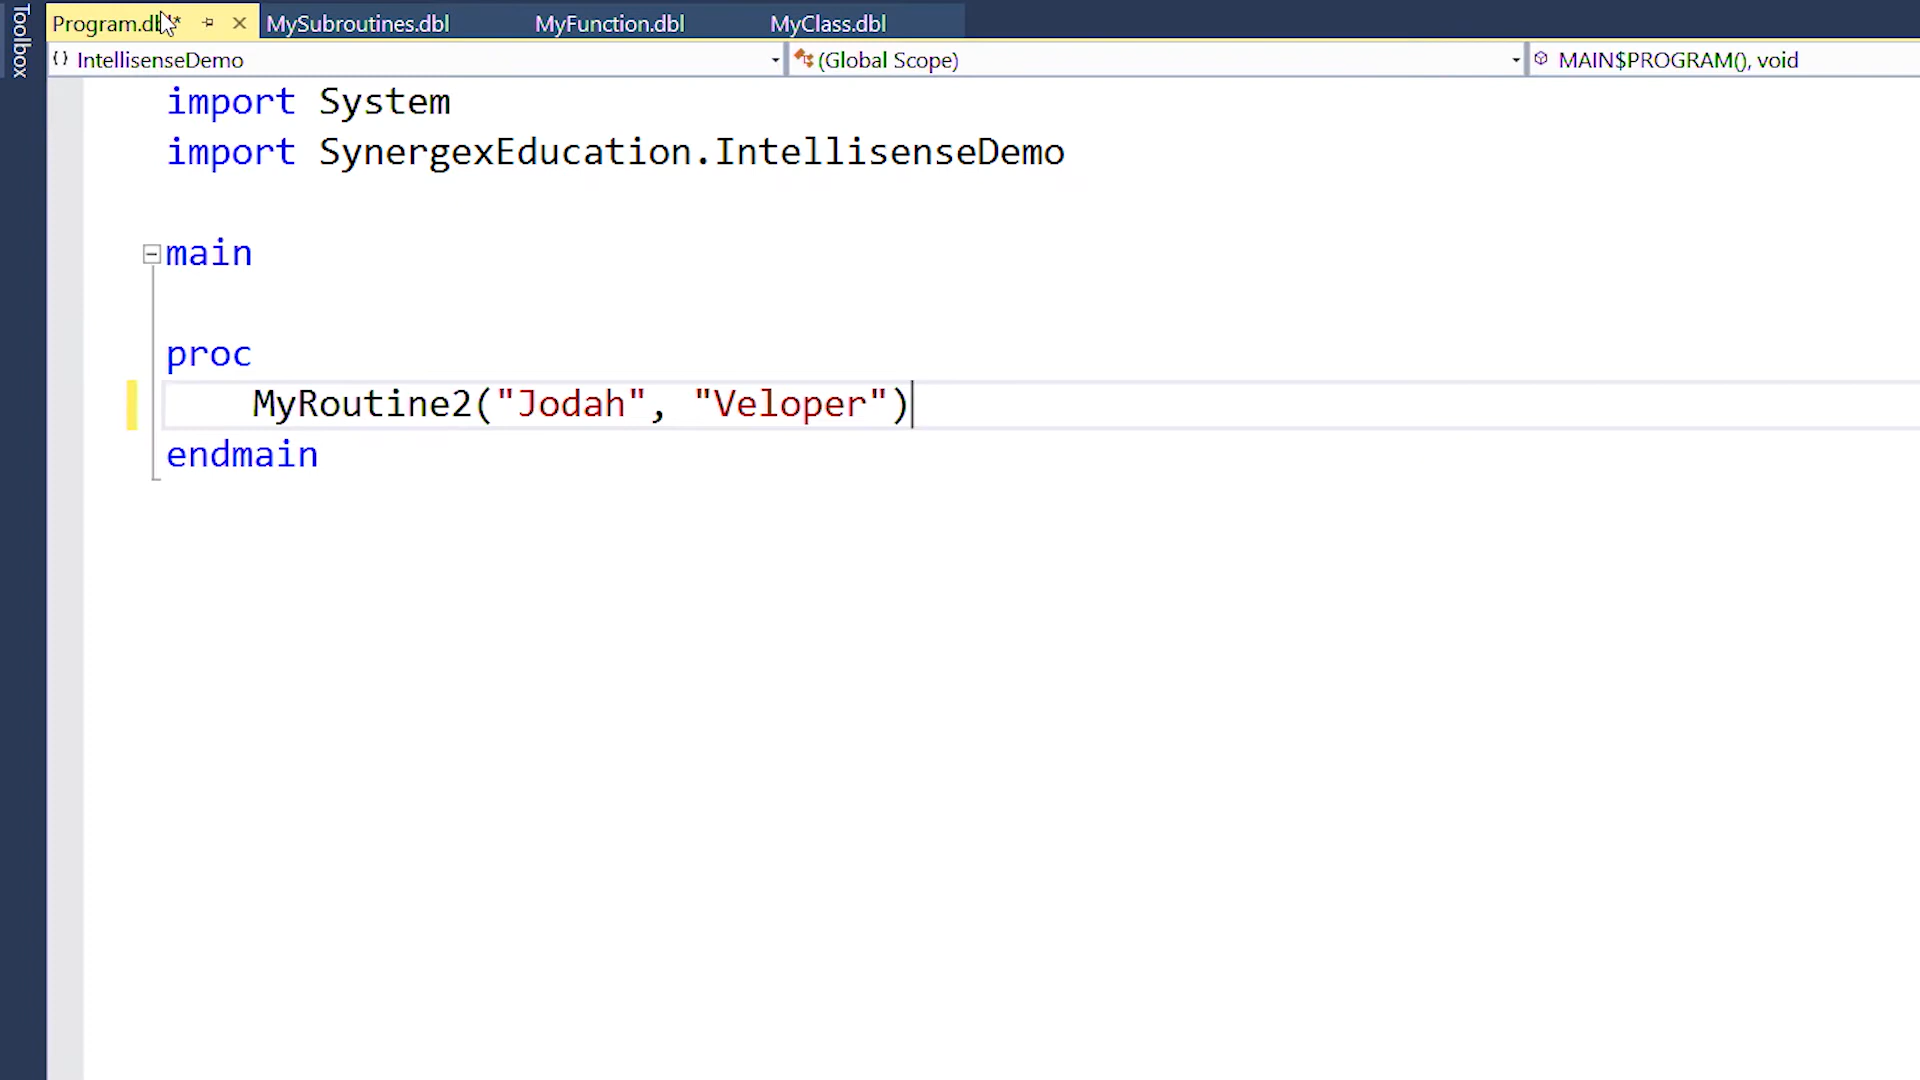 Toolbox
Program.dbl* MySubroutines.dbl MyFunction.dbl MyClass.dbl
IntellisenseDemo (Global Scope) MAIN$PROGRAM(), void
import System
import SynergexEducation.IntellisenseDemo
main
proc
MyRoutine2("Jodah", "Veloper")
endmain